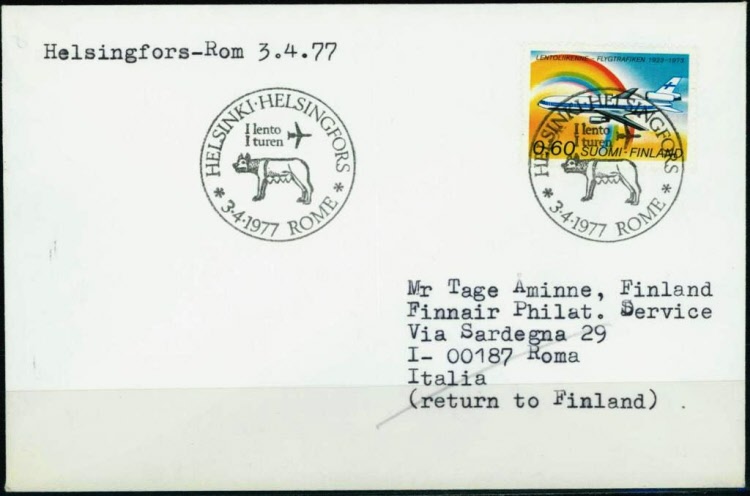 Helsingfors-Rom 3.4.77
HELSINKI·HELSINGFORS
I lento
I turen
* 3·4·1977 ROME *
LENTOLIIKENNE - FLYGTRAFIKEN 1923-1973
HELSINKI·HELSINGFORS
I lento
I turen
0,60 SUOMI-FINLAND
* 3·4·1977 ROME *
Mr Tage Aminne, Finland
Finnair Philat. Service
Via Sardegna 29
I- 00187 Roma
Italia
(return to Finland)